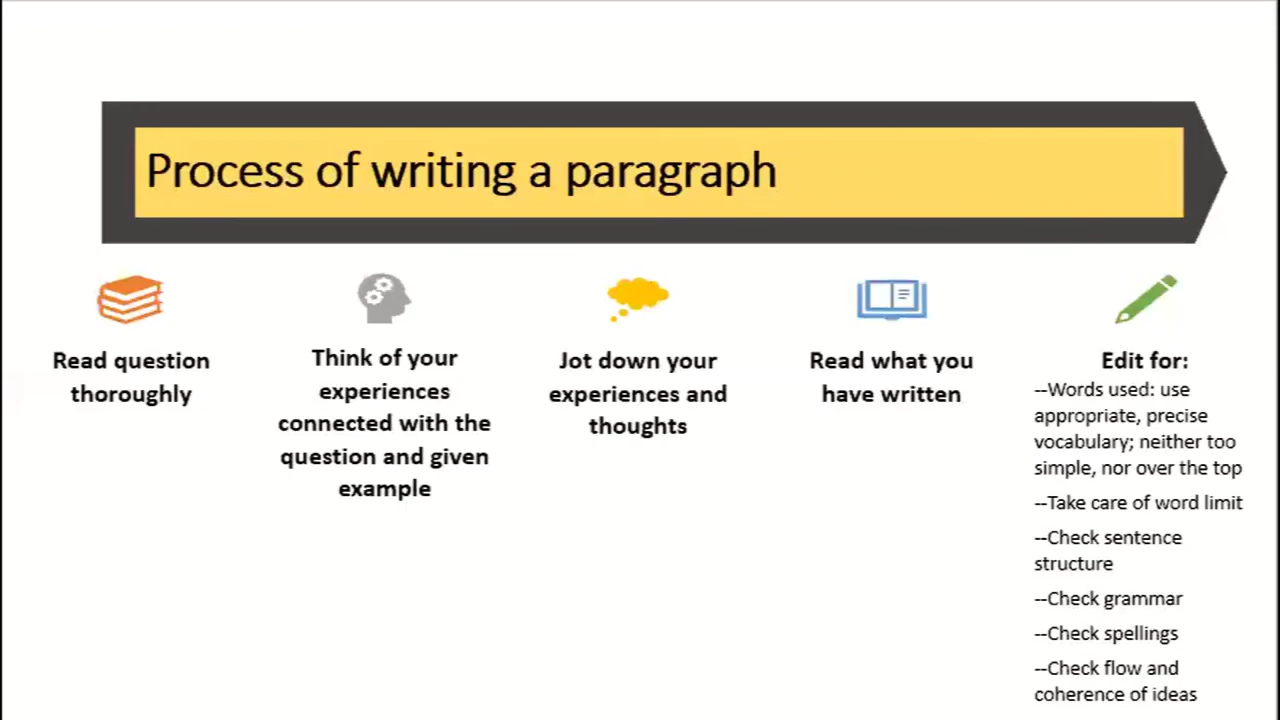 Process of writing a paragraph
Read question
thoroughly
Think of your
experiences
connected with the
question and given
example
Jot down your
experiences and
thoughts
Read what you
have written
Edit for:
--Words used: use
appropriate, precise
vocabulary; neither too
simple, nor over the top
--Take care of word limit
--Check sentence
structure
--Check grammar
--Check spellings
--Check flow and
coherence of ideas